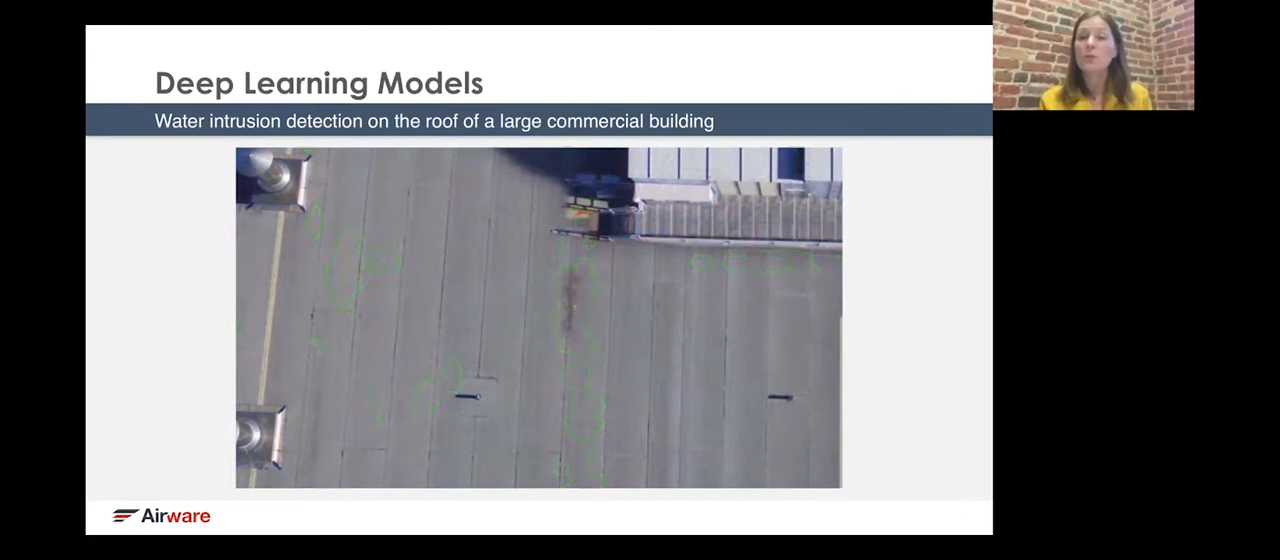 Deep Learning Models
Water intrusion detection on the roof of a large commercial building
Airware